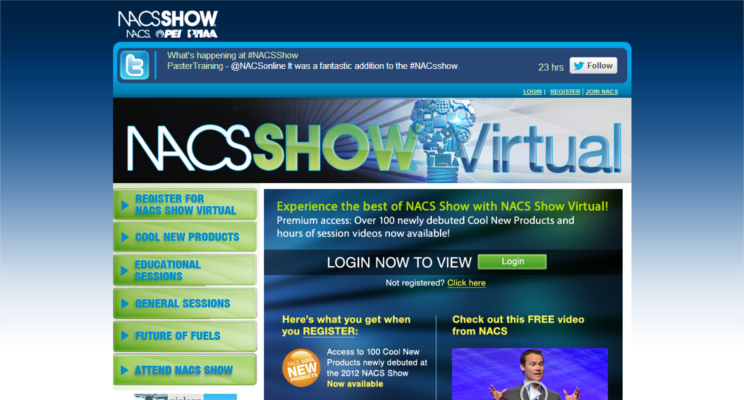 NACSSHOW
NACS. PEI PMAA
What's happening at #NACSShow
PasterTraining - @NACSonline It was a fantastic addition to the #NACsshow.
23 hrs
Follow
LOGIN | REGISTER | JOIN NACS
NACSSHOW Virtual
REGISTER FOR
NACS SHOW VIRTUAL
COOL NEW PRODUCTS
EDUCATIONAL
SESSIONS
GENERAL SESSIONS
FUTURE OF FUELS
ATTEND NACS SHOW
Experience the best of NACS Show with NACS Show Virtual!
Premium access: Over 100 newly debuted Cool New Products and
hours of session videos now available!
LOGIN NOW TO VIEW Login
Not registered? Click here
Here's what you get when
you REGISTER:
NEW
PRODUCTS
Access to 100 Cool New
Products newly debuted at
the 2012 NACS Show
Now available
Check out this FREE video
from NACS